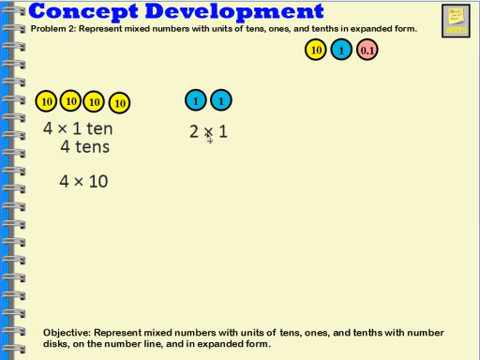 Concept Development
Problem 2: Represent mixed numbers with units of tens, ones, and tenths in expanded form.
NOTES
10 1 0.1
10 10 10 10 1 1
4 × 1 ten 2 × 1
4 tens
4 × 10
Objective: Represent mixed numbers with units of tens, ones, and tenths with number
disks, on the number line, and in expanded form.